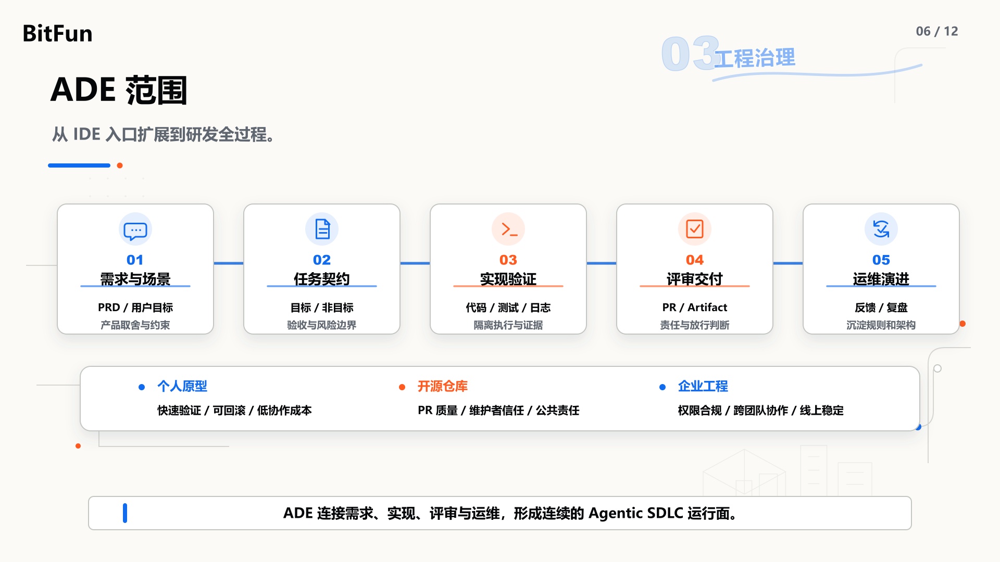 BitFun
06 / 12
03 工程治理
ADE 范围
从 IDE 入口扩展到研发全过程。
01
需求与场景
PRD / 用户目标
产品取舍与约束
02
任务契约
目标 / 非目标
验收与风险边界
03
实现验证
代码 / 测试 / 日志
隔离执行与证据
04
评审交付
PR / Artifact
责任与放行判断
05
运维演进
反馈 / 复盘
沉淀规则和架构
个人原型
快速验证 / 可回滚 / 低协作成本
开源仓库
PR 质量 / 维护者信任 / 公共责任
企业工程
权限合规 / 跨团队协作 / 线上稳定
ADE 连接需求、实现、评审与运维，形成连续的 Agentic SDLC 运行面。